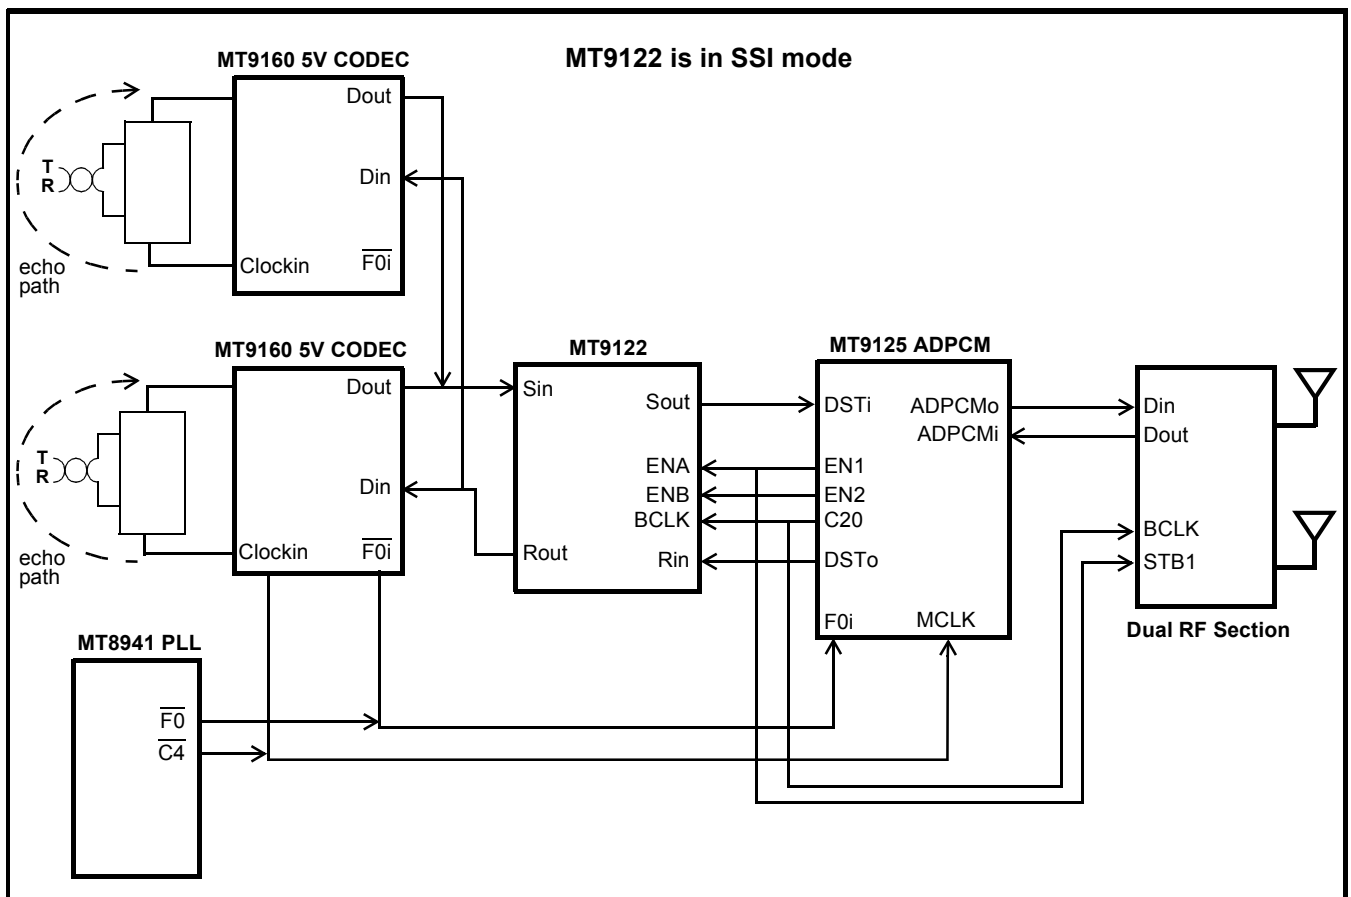 MT9122 is in SSI mode
MT9160 5V CODEC
Dout
Din
F0i
Clockin
T
R
echo
path
MT9160 5V CODEC
Dout
Din
F0i
Clockin
T
R
echo
path
MT9122
Sin
Sout
ENA
ENB
BCLK
Rout
Rin
MT9125 ADPCM
DSTi
ADPCMo
ADPCMi
EN1
EN2
C20
DSTo
F0i
MCLK
Din
Dout
BCLK
STB1
Dual RF Section
MT8941 PLL
F0
C4